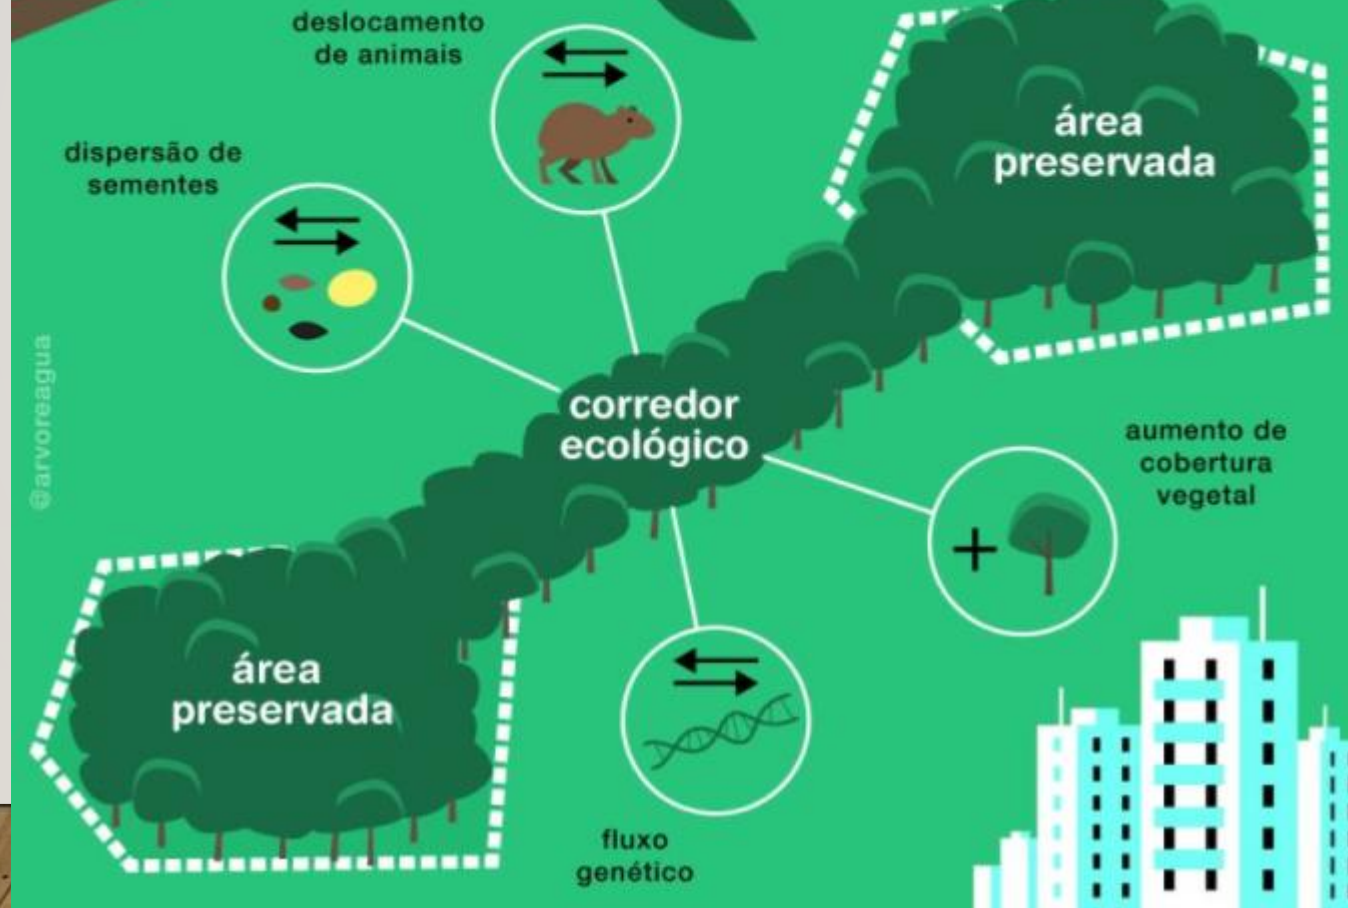 deslocamento
de animais
dispersão de
sementes
área
preservada
@arvoreagua
corredor
ecológico
aumento de
cobertura
vegetal
área
preservada
fluxo
genético